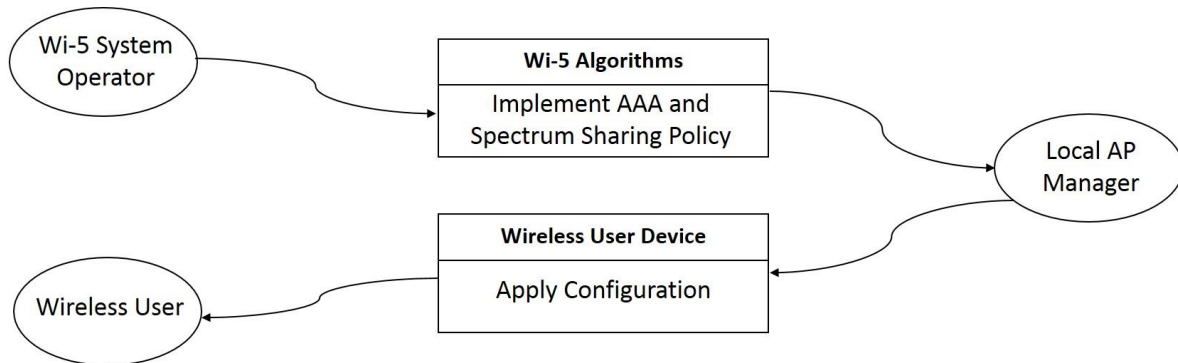 Wi-5 System
Operator
Wi-5 Algorithms
Implement AAA and
Spectrum Sharing Policy
Local AP
Manager
Wireless User Device
Apply Configuration
Wireless User